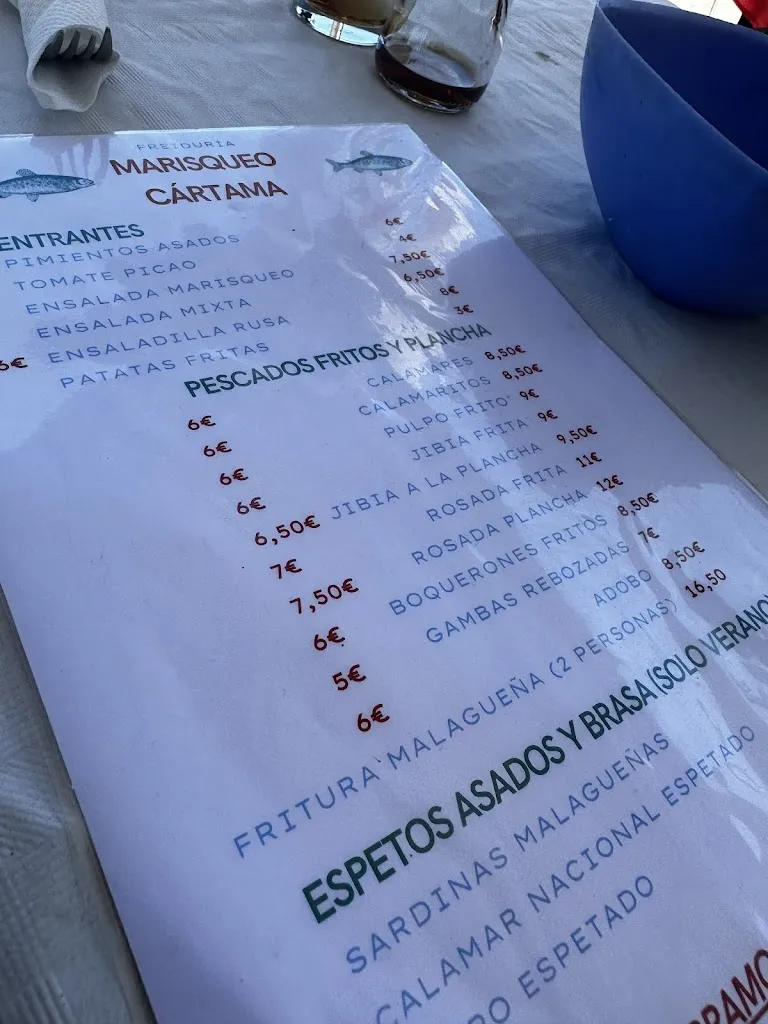 FREIDURÍA
MARISQUEO
CÁRTAMA
ENTRANTES
PIMIENTOS ASADOS 6€
TOMATE PICAO 4€
ENSALADA MARISQUEO 7,50€
ENSALADA MIXTA 6,50€
6€ ENSALADILLA RUSA 8€
PATATAS FRITAS 3€
PESCADOS FRITOS Y PLANCHA
6€ CALAMARES 8,50€
6€ CALAMARITOS 8,50€
6€ PULPO FRITO 9€
6€ JIBIA FRITA 9€
6,50€ JIBIA A LA PLANCHA 9,50€
7€ ROSADA FRITA 11€
7,50€ ROSADA PLANCHA 12€
6€ BOQUERONES FRITOS 8,50€
5€ GAMBAS REBOZADAS 7€
6€ ADOBO 8,50€
FRITURA MALAGUEÑA (2 PERSONAS) 16,50
ESPETOS ASADOS Y BRASA (SOLO VERANO)
SARDINAS MALAGUEÑAS
CALAMAR NACIONAL ESPETADO
ESPETADO